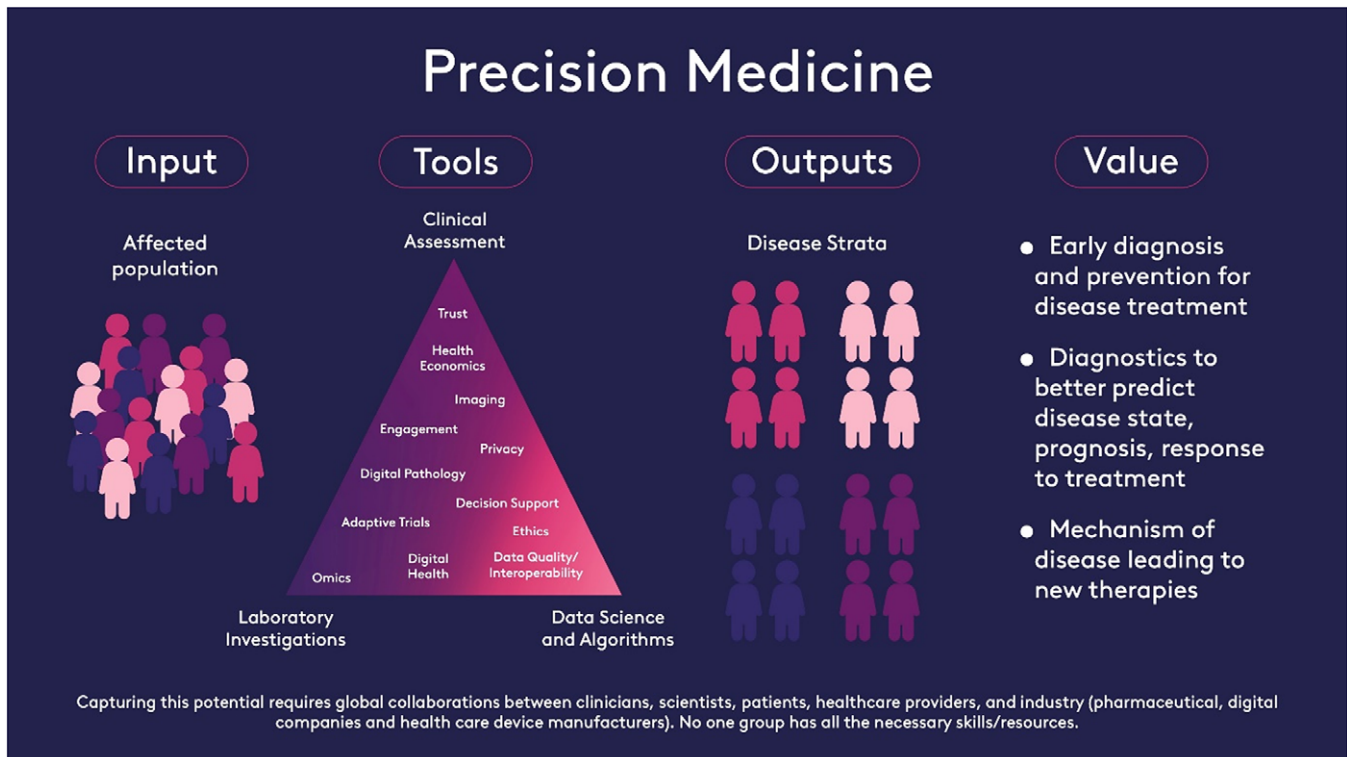 Precision Medicine
Input
Affected
population
Tools
Clinical
Assessment
Trust
Health
Economics
Imaging
Engagement
Privacy
Digital Pathology
Decision Support
Adaptive Trials
Ethics
Digital
Health
Data Quality/
Interoperability
Omics
Laboratory
Investigations
Data Science
and Algorithms
Outputs
Disease Strata
Value
● Early diagnosis
and prevention for
disease treatment
● Diagnostics to
better predict
disease state,
prognosis, response
to treatment
● Mechanism of
disease leading to
new therapies
Capturing this potential requires global collaborations between clinicians, scientists, patients, healthcare providers, and industry (pharmaceutical, digital
companies and health care device manufacturers). No one group has all the necessary skills/resources.